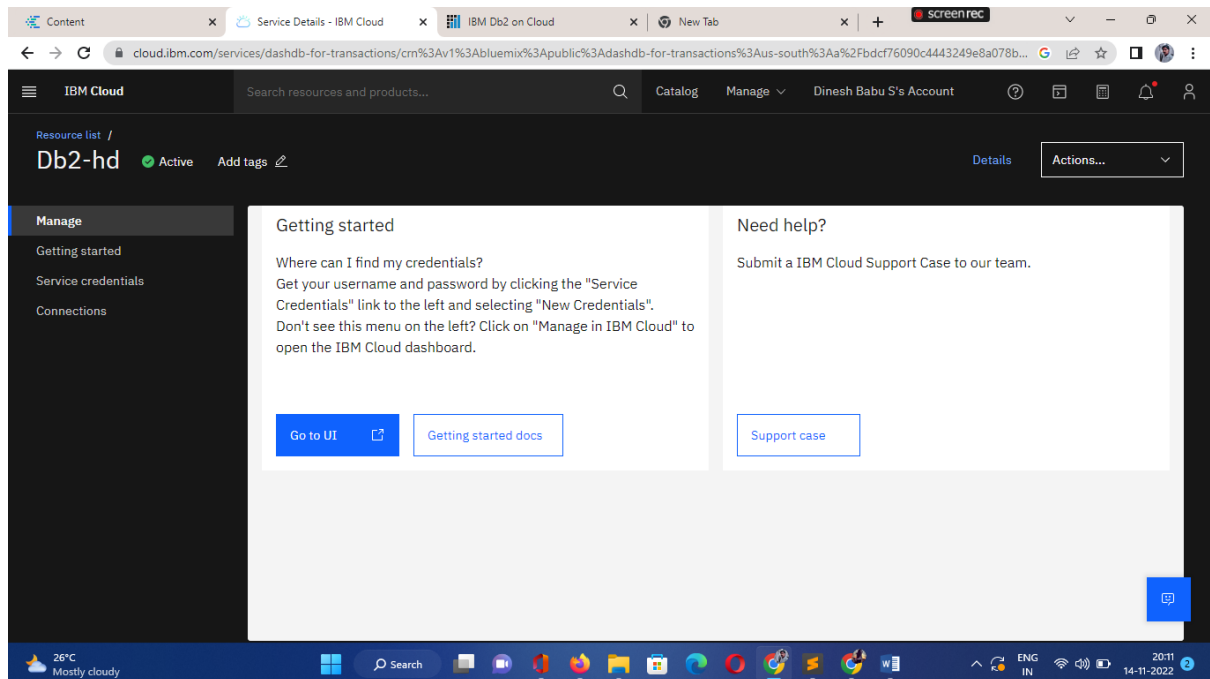 Content
Service Details - IBM Cloud
IBM Db2 on Cloud
New Tab
screenrec
cloud.ibm.com/services/dashdb-for-transactions/crn%3Av1%3Abluemix%3Apublic%3Adashdb-for-transactions%3Aus-south%3Aa%2Fbdcf76090c4443249e8a078b...
IBM Cloud
Search resources and products...
Catalog
Manage
Dinesh Babu S's Account
Resource list /
Db2-hd
Active
Add tags
Details
Actions...
Manage
Getting started
Service credentials
Connections
Getting started
Where can I find my credentials?
Get your username and password by clicking the "Service
Credentials" link to the left and selecting "New Credentials".
Don't see this menu on the left? Click on "Manage in IBM Cloud" to
open the IBM Cloud dashboard.
Go to UI
Getting started docs
Need help?
Submit a IBM Cloud Support Case to our team.
Support case
26°C
Mostly cloudy
Search
ENG
IN
20:11
14-11-2022
2